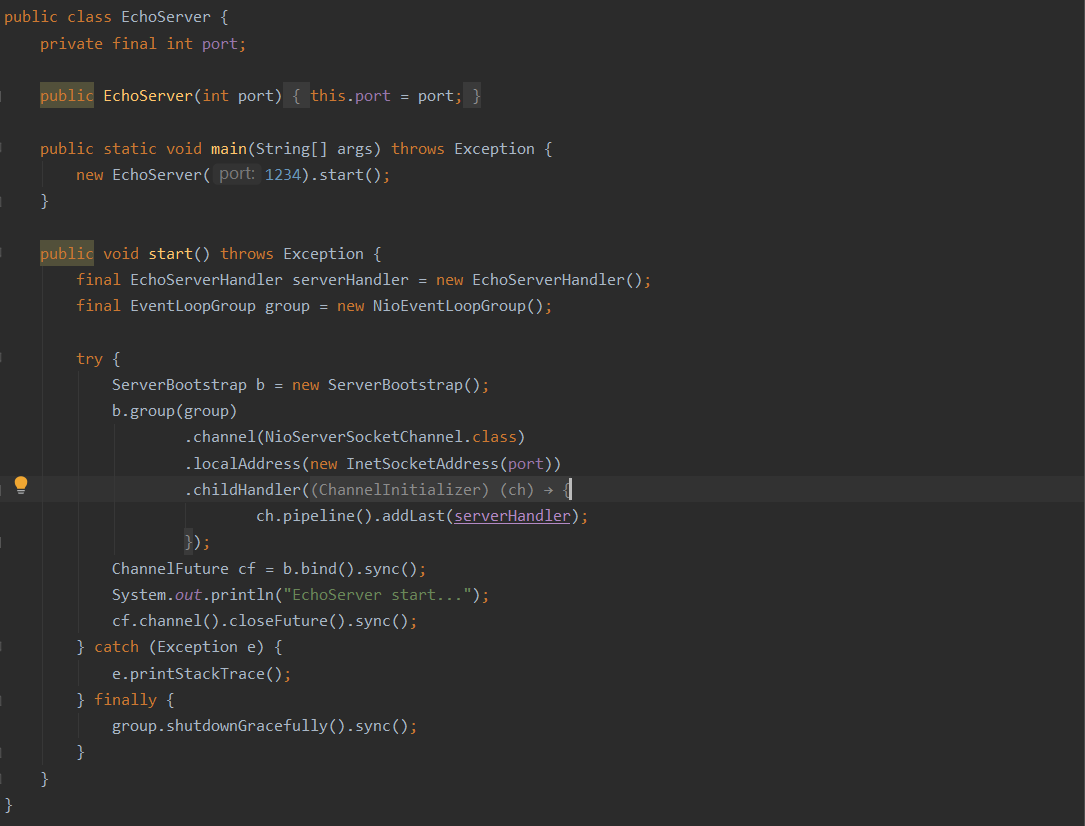 public class EchoServer {
private final int port;
public EchoServer(int port) { this.port = port; }
public static void main(String[] args) throws Exception {
new EchoServer( port: 1234).start();
}
public void start() throws Exception {
final EchoServerHandler serverHandler = new EchoServerHandler();
final EventLoopGroup group = new NioEventLoopGroup();
try {
ServerBootstrap b = new ServerBootstrap();
b.group(group)
.channel(NioServerSocketChannel.class)
.localAddress(new InetSocketAddress(port))
.childHandler((ChannelInitializer) (ch) → {
ch.pipeline().addLast(serverHandler);
});
ChannelFuture cf = b.bind().sync();
System.out.println("EchoServer start...");
cf.channel().closeFuture().sync();
} catch (Exception e) {
e.printStackTrace();
} finally {
group.shutdownGracefully().sync();
}
}
}